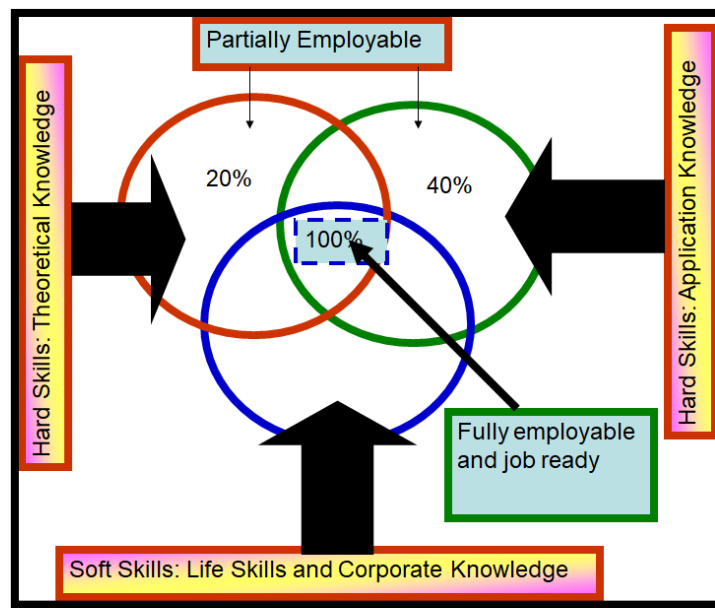 Partially Employable
Hard Skills: Theoretical Knowledge
20%
40%
100%
Hard Skills: Application Knowledge
Fully employable
and job ready
Soft Skills: Life Skills and Corporate Knowledge